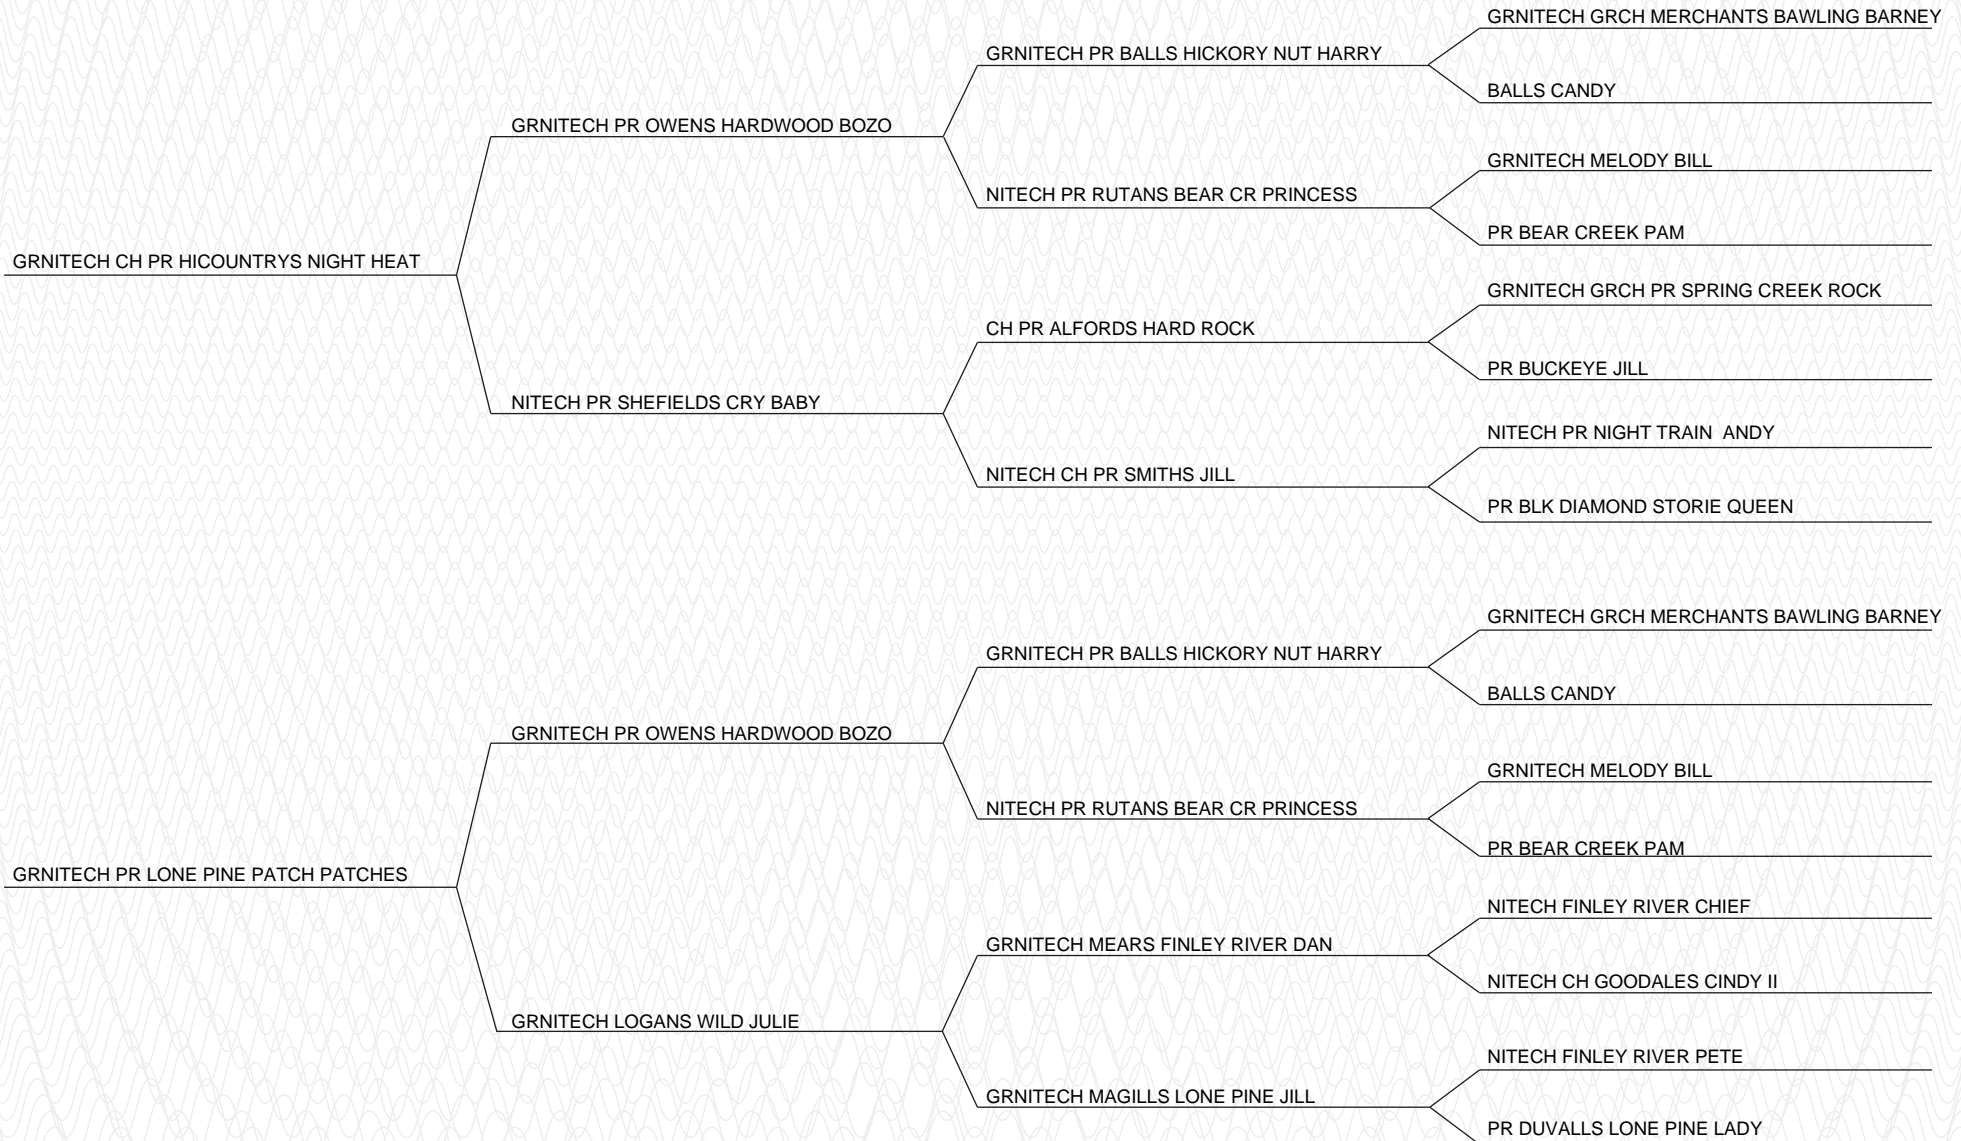 GRNITECH GRCH MERCHANTS BAWLING BARNEY
GRNITECH PR BALLS HICKORY NUT HARRY
BALLS CANDY
GRNITECH PR OWENS HARDWOOD BOZO
GRNITECH MELODY BILL
NITECH PR RUTANS BEAR CR PRINCESS
PR BEAR CREEK PAM
GRNITECH CH PR HICOUNTRYS NIGHT HEAT
GRNITECH GRCH PR SPRING CREEK ROCK
CH PR ALFORDS HARD ROCK
PR BUCKEYE JILL
NITECH PR SHEFIELDS CRY BABY
NITECH PR NIGHT TRAIN  ANDY
NITECH CH PR SMITHS JILL
PR BLK DIAMOND STORIE QUEEN
GRNITECH GRCH MERCHANTS BAWLING BARNEY
GRNITECH PR BALLS HICKORY NUT HARRY
BALLS CANDY
GRNITECH PR OWENS HARDWOOD BOZO
GRNITECH MELODY BILL
NITECH PR RUTANS BEAR CR PRINCESS
PR BEAR CREEK PAM
GRNITECH PR LONE PINE PATCH PATCHES
NITECH FINLEY RIVER CHIEF
GRNITECH MEARS FINLEY RIVER DAN
NITECH CH GOODALES CINDY II
GRNITECH LOGANS WILD JULIE
NITECH FINLEY RIVER PETE
GRNITECH MAGILLS LONE PINE JILL
PR DUVALLS LONE PINE LADY